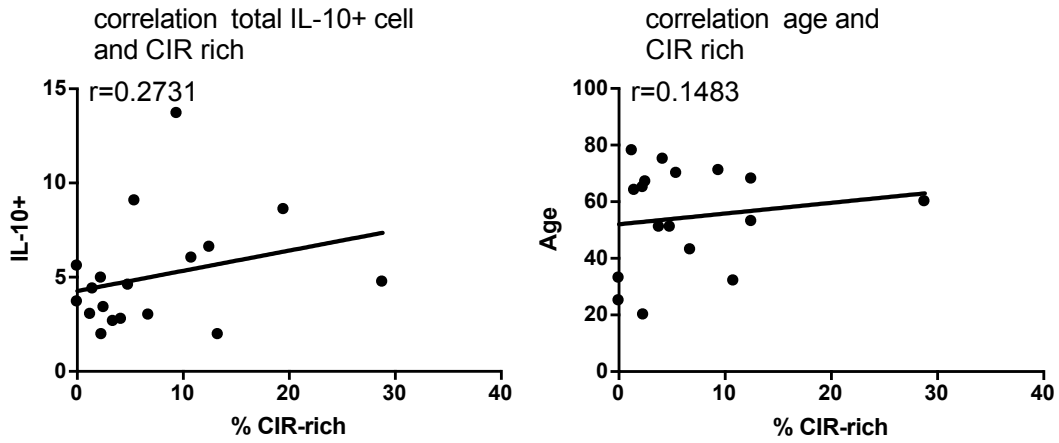 correlation total IL-10+ cell
and CIR rich
r=0.2731
15
10
5
0
IL-10+
0
10
20
30
40
% CIR-rich
correlation age and
CIR rich
r=0.1483
100
80
60
40
20
0
Age
0
10
20
30
40
% CIR-rich